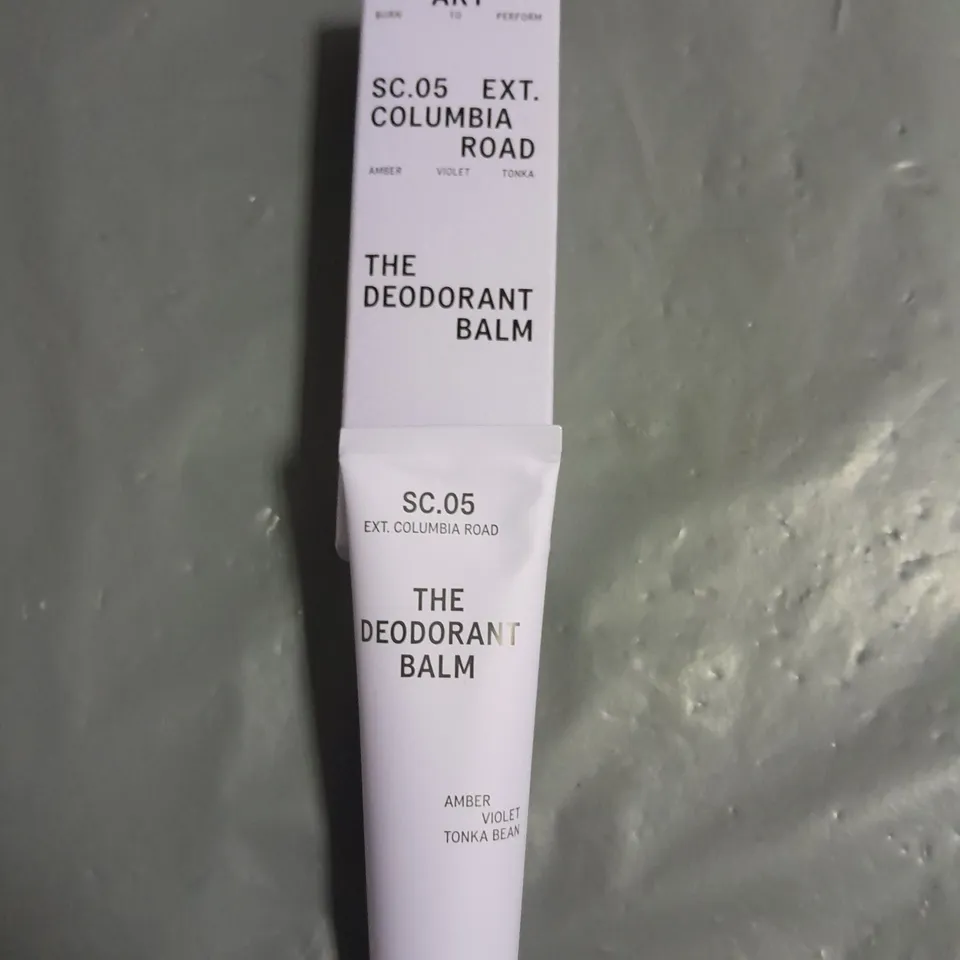 ART
BURN TO PERFORM
SC.05 EXT.
COLUMBIA
ROAD
AMBER VIOLET TONKA
THE
DEODORANT
BALM
SC.05
EXT. COLUMBIA ROAD
THE
DEODORANT
BALM
AMBER
VIOLET
TONKA BEAN